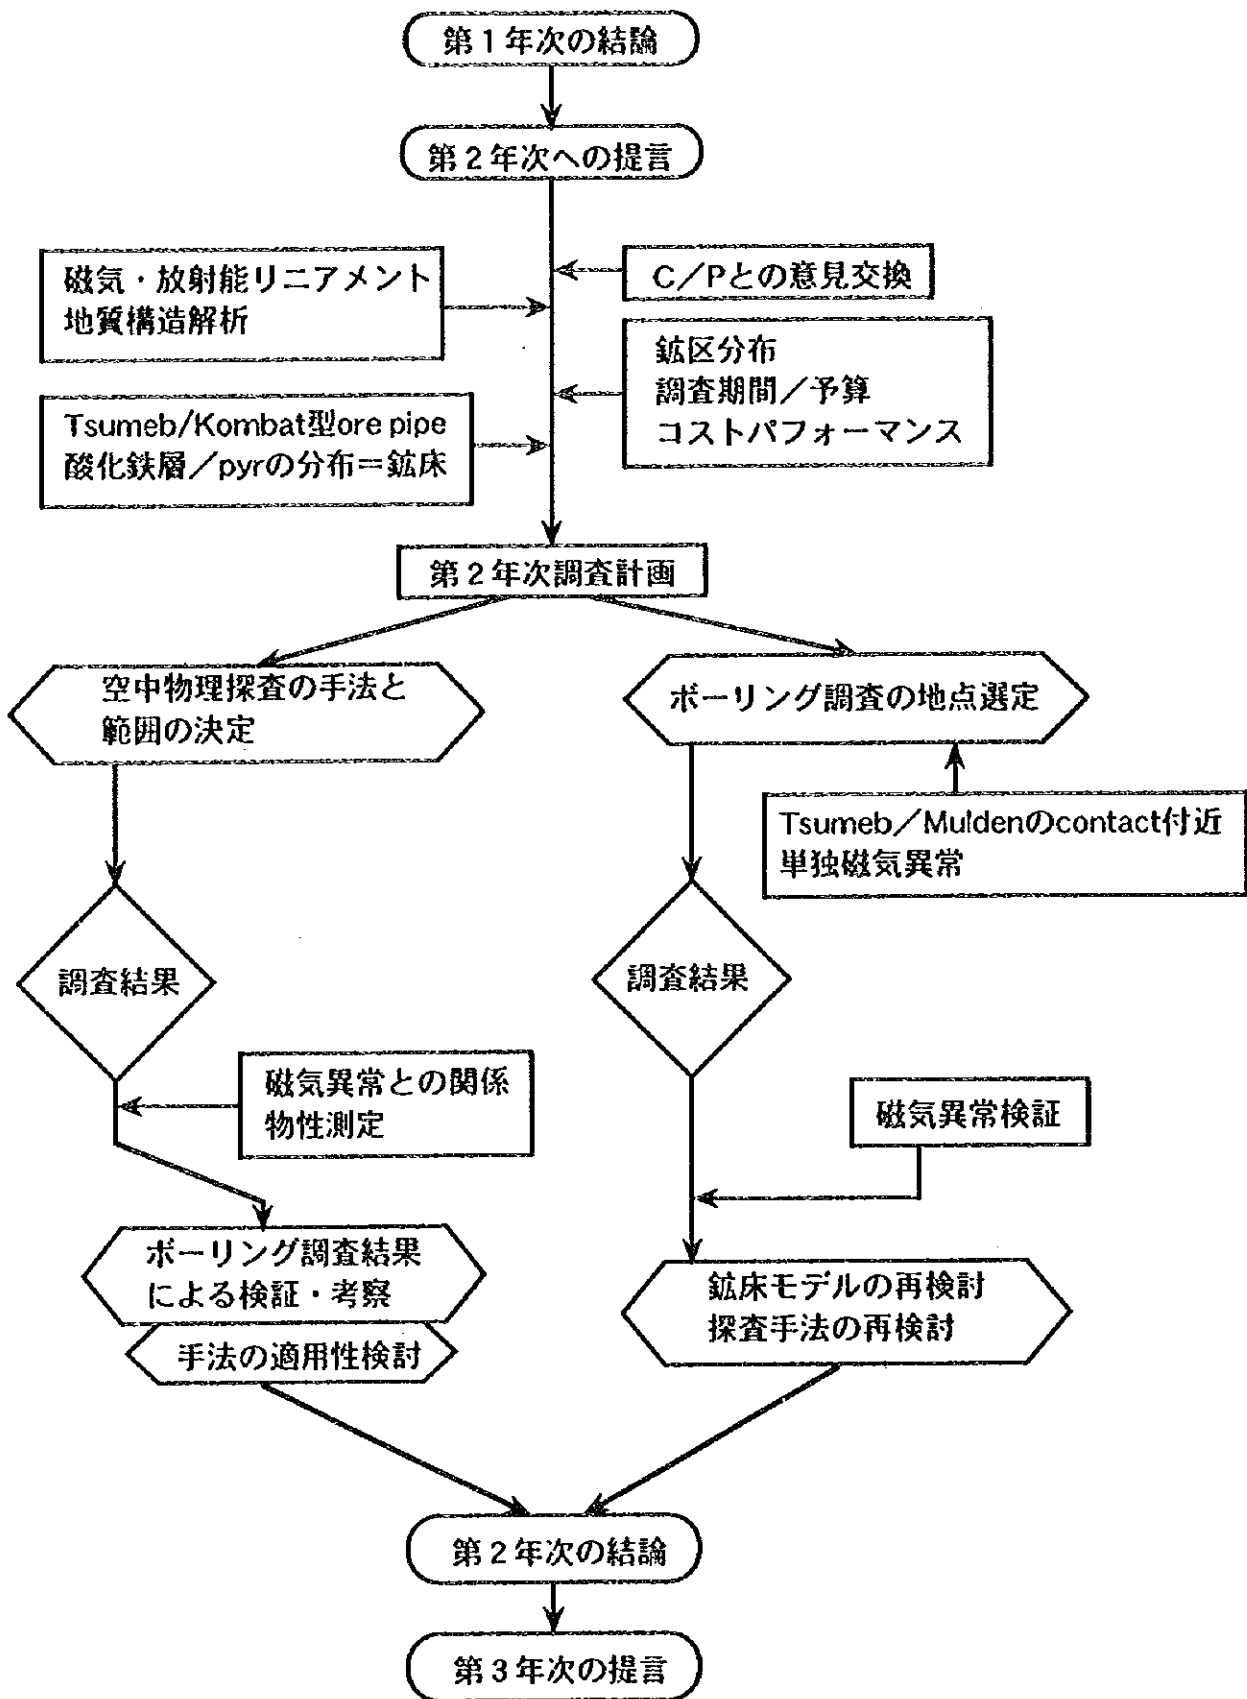 第1年次の結論
第2年次への提言
磁気・放射能リニアメント
地質構造解析
C／Pとの意見交換
鉱区分布
調査期間／予算
コストパフォーマンス
Tsumeb/Kombat型ore pipe
酸化鉄層／pyrの分布＝鉱床
第2年次調査計画
空中物理探査の手法と
範囲の決定
ボーリング調査の地点選定
Tsumeb／Muldenのcontact付近
単独磁気異常
調査結果
調査結果
磁気異常との関係
物性測定
磁気異常検証
ボーリング調査結果
による検証・考察
手法の適用性検討
鉱床モデルの再検討
探査手法の再検討
第2年次の結論
第3年次の提言